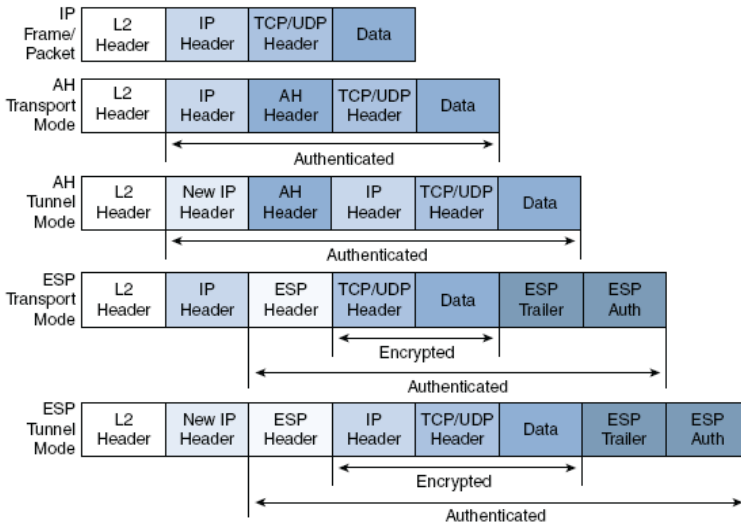 IP
Frame/
Packet
L2
Header
IP
Header
TCP/UDP
Header
Data
AH
Transport
Mode
L2
Header
IP
Header
AH
Header
TCP/UDP
Header
Data
Authenticated
AH
Tunnel
Mode
L2
Header
New IP
Header
AH
Header
IP
Header
TCP/UDP
Header
Data
Authenticated
ESP
Transport
Mode
L2
Header
IP
Header
ESP
Header
TCP/UDP
Header
Data
ESP
Trailer
ESP
Auth
Encrypted
Authenticated
ESP
Tunnel
Mode
L2
Header
New IP
Header
ESP
Header
IP
Header
TCP/UDP
Header
Data
ESP
Trailer
ESP
Auth
Encrypted
Authenticated